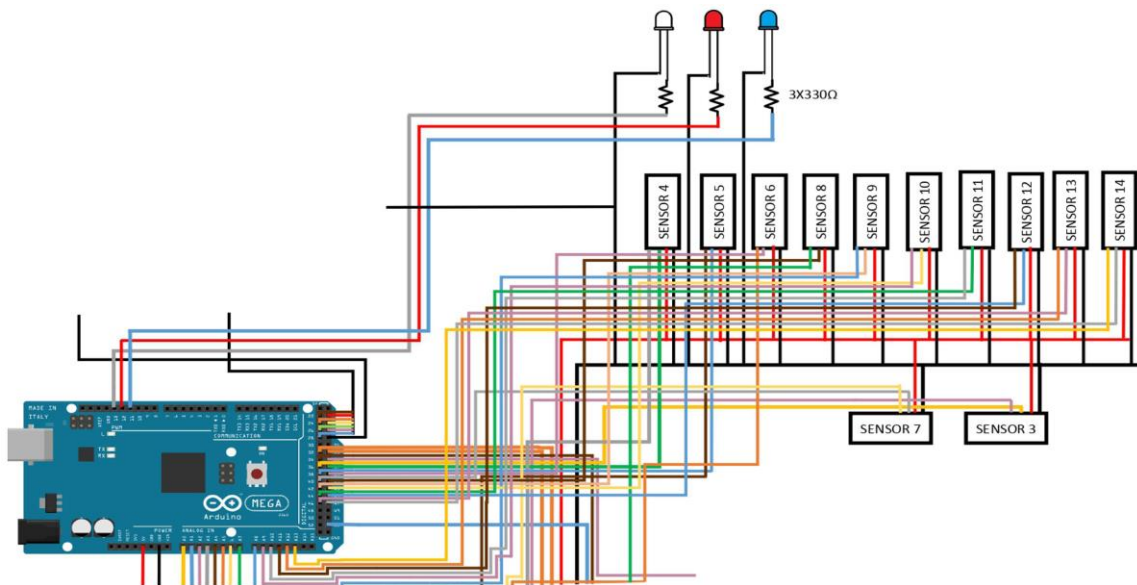 3X330Ω
SENSOR 4
SENSOR 5
SENSOR 6
SENSOR 8
SENSOR 9
SENSOR 10
SENSOR 11
SENSOR 12
SENSOR 13
SENSOR 14
SENSOR 7
SENSOR 3
MADE IN
ITALY
PWM
COMMUNICATION
L
TX
RX
MEGA
Arduino
DIGITAL
POWER
ANALOG IN